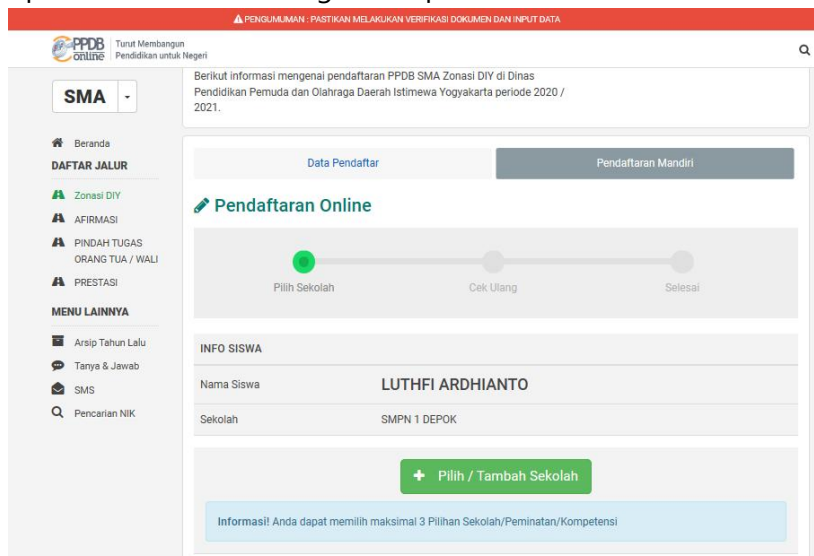 PENGUMUMAN : PASTIKAN MELAKUKAN VERIFIKASI DOKUMEN DAN INPUT DATA
PPDB online
Turut Membangun
Pendidikan untuk Negeri
SMA
Beranda
DAFTAR JALUR
Zonasi DIY
AFIRMASI
PINDAH TUGAS
ORANG TUA / WALI
PRESTASI
MENU LAINNYA
Arsip Tahun Lalu
Tanya & Jawab
SMS
Pencarian NIK
Berikut informasi mengenai pendaftaran PPDB SMA Zonasi DIY di Dinas
Pendidikan Pemuda dan Olahraga Daerah Istimewa Yogyakarta periode 2020 /
2021.
Data Pendaftar
Pendaftaran Mandiri
Pendaftaran Online
Pilih Sekolah
Cek Ulang
Selesai
INFO SISWA
Nama Siswa LUTHFI ARDHIANTO
Sekolah SMPN 1 DEPOK
+ Pilih / Tambah Sekolah
Informasi! Anda dapat memilih maksimal 3 Pilihan Sekolah/Peminatan/Kompetensi